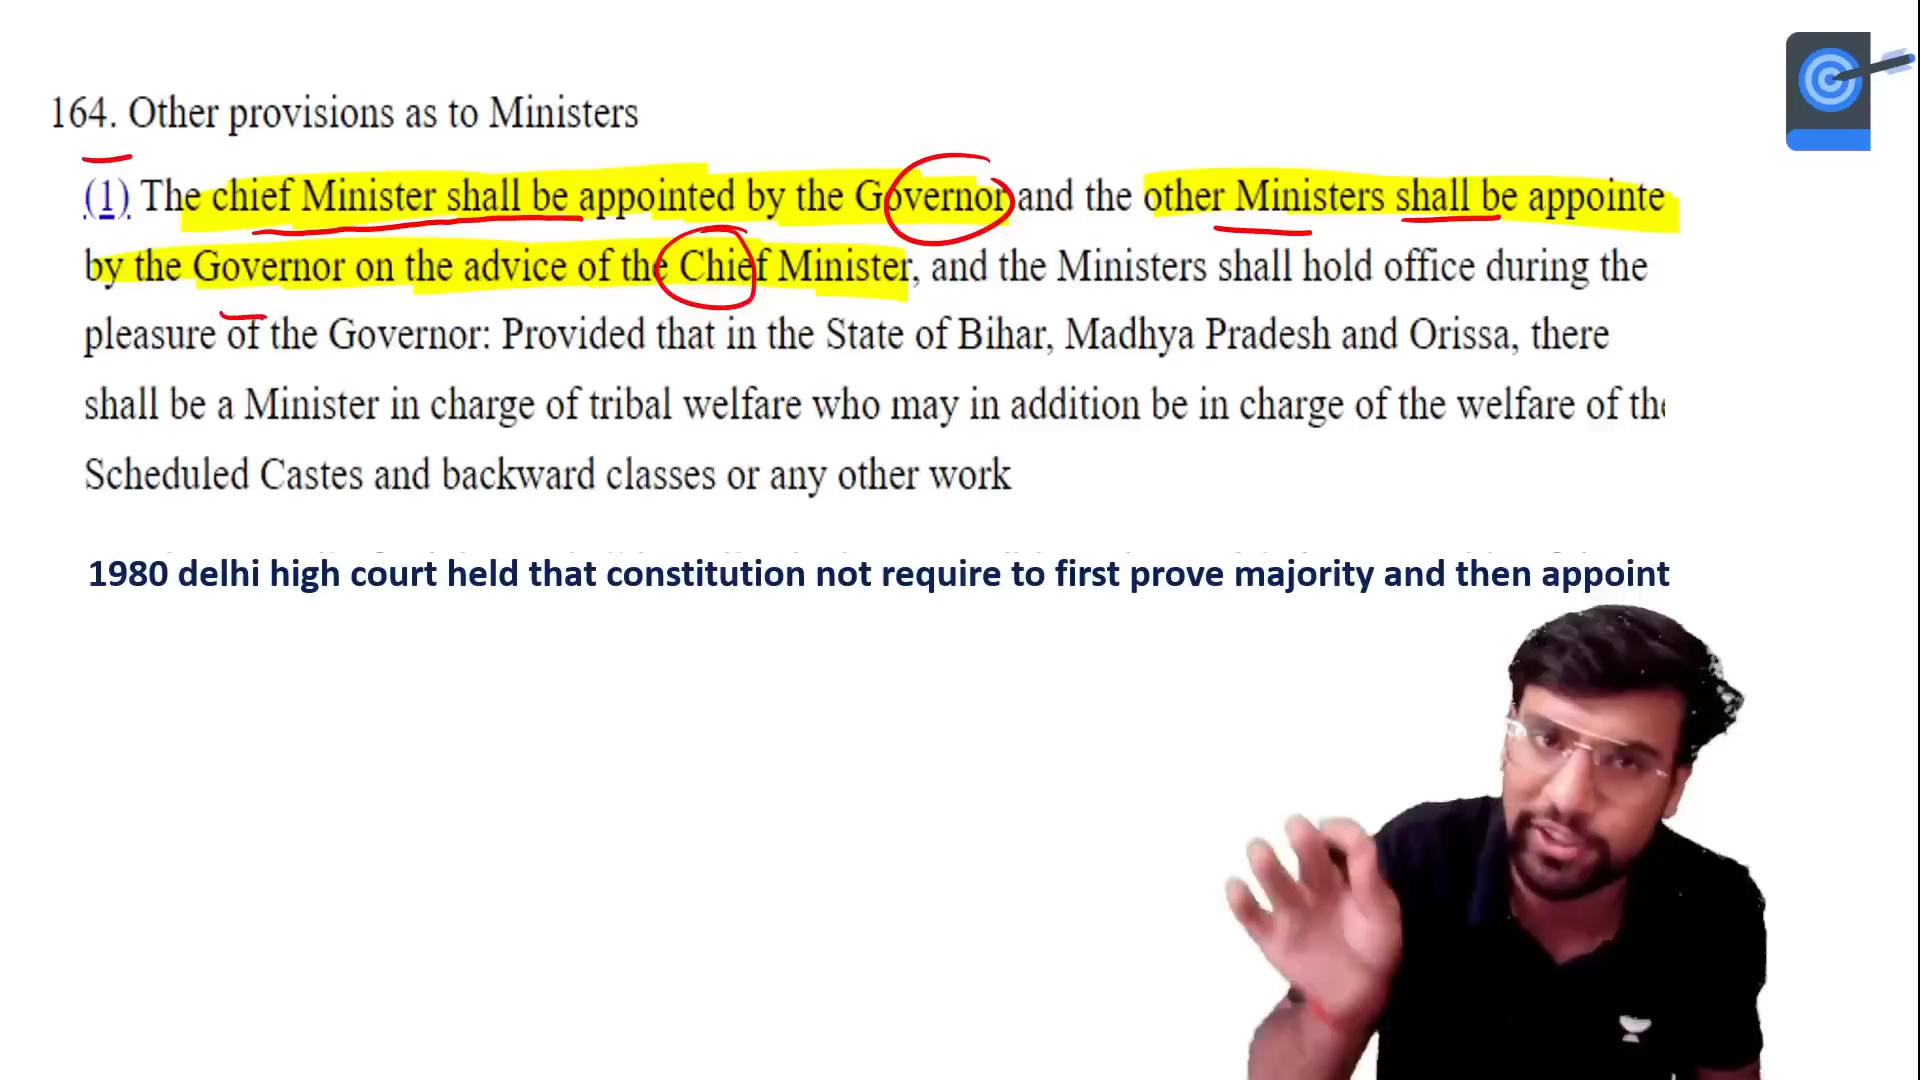 164. Other provisions as to Ministers
(1) The chief Minister shall be appointed by the Governor and the other Ministers shall be appointe
by the Governor on the advice of the Chief Minister, and the Ministers shall hold office during the
pleasure of the Governor: Provided that in the State of Bihar, Madhya Pradesh and Orissa, there
shall be a Minister in charge of tribal welfare who may in addition be in charge of the welfare of the
Scheduled Castes and backward classes or any other work
1980 delhi high court held that constitution not require to first prove majority and then appoint